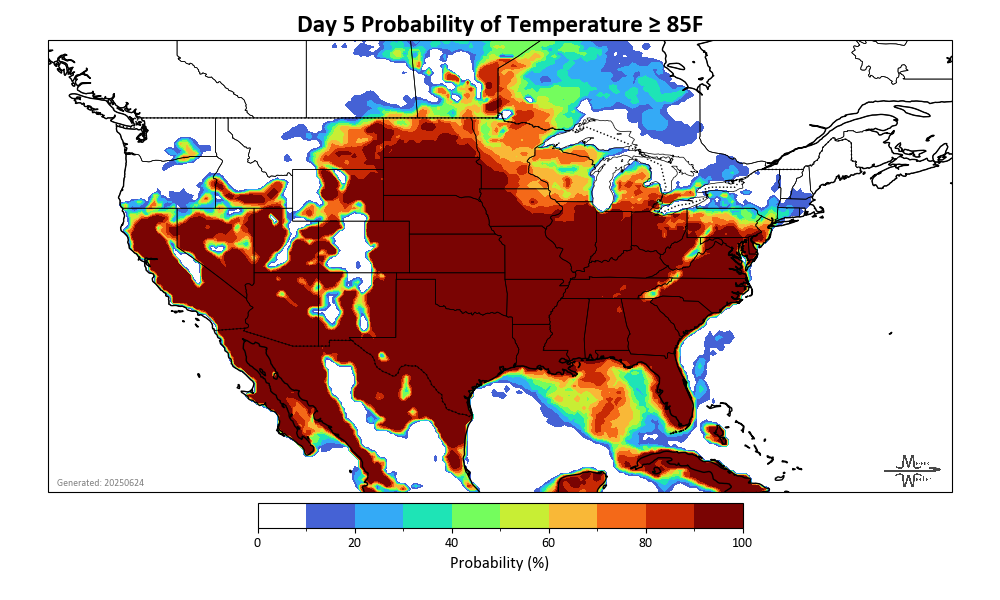 Day 5 Probability of Temperature ≥ 85F
Generated: 20250624
0 20 40 60 80 100
Probability (%)